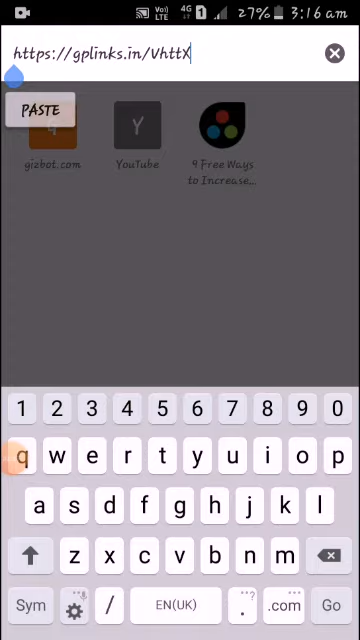 Vo)) LTE 4G 1 27% 3:16 am
https://gplinks.in/VhttX
PASTE
Y
gizbot.com YouTube 9 Free Ways to Increase...
1 2 3 4 5 6 7 8 9 0
q w e r t y u i o p
a s d f g h j k l
z x c v b n m
Sym / EN(UK) . .com Go